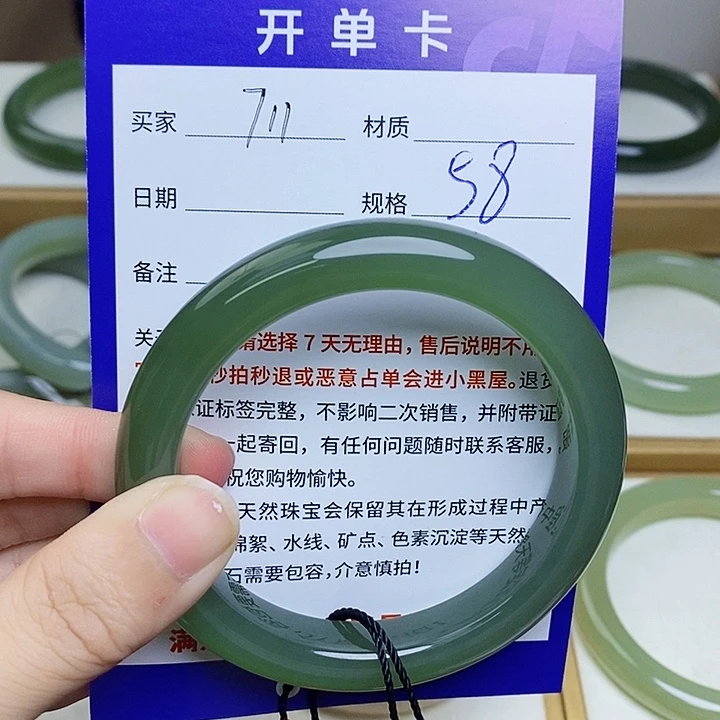 开单卡
买家 711 材质
日期 规格 58
备注
关 请选择7天无理由，售后说明不
秒拍秒退或恶意占单会进小黑屋。退
证标签完整，不影响二次销售，并附带证
一起寄回，有任何问题随时联系客服，
祝您购物愉快。
天然珠宝会保留其在形成过程中产
棉絮、水线、矿点、色素沉淀等天然
石需要包容，介意慎拍！
满